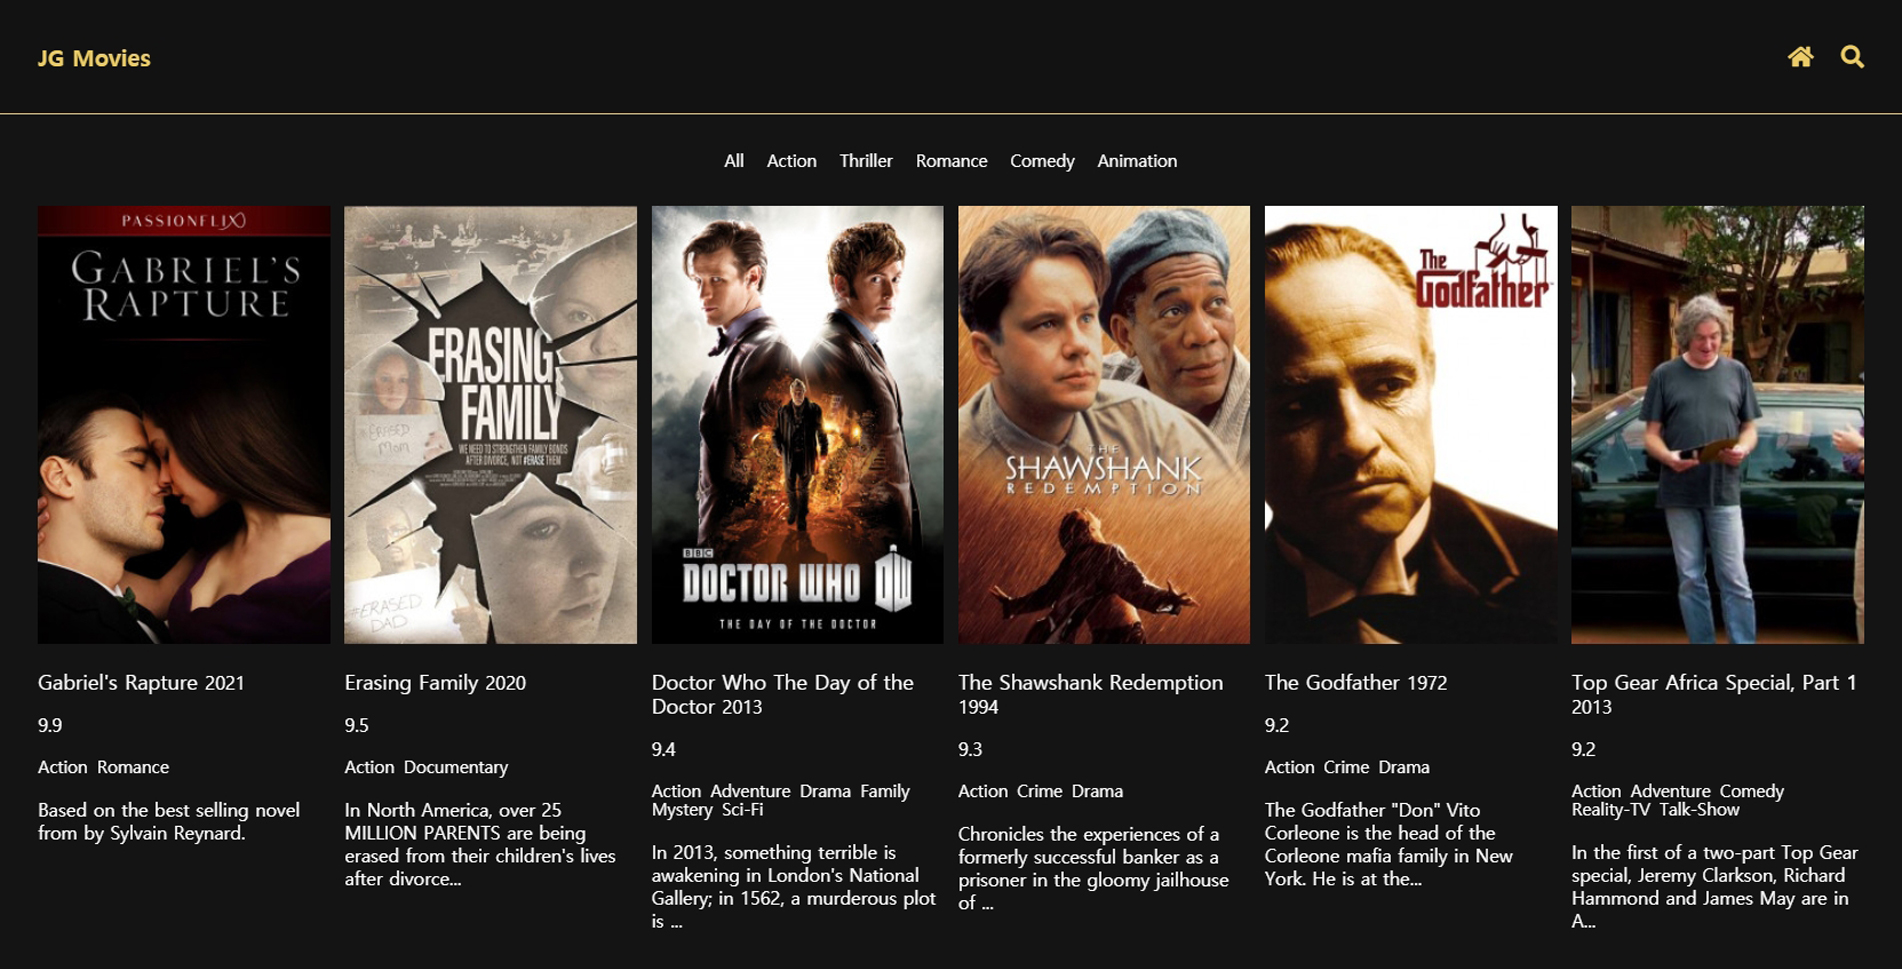 JG Movies
All Action Thriller Romance Comedy Animation
PASSIONFLIX
GABRIEL'S
RAPTURE
ERASING
FAMILY
WE NEED TO STRENGTHEN FAMILY BONDS
AFTER DIVORCE, NOT #ERASE THEM
ERASED
Mom
#ERASED
DAD
BBC
DOCTOR WHO DW
THE DAY OF THE DOCTOR
THE
SHAWSHANK
REDEMPTION
The
Godfather
Gabriel's Rapture 2021
9.9
Action Romance
Based on the best selling novel
from by Sylvain Reynard.
Erasing Family 2020
9.5
Action Documentary
In North America, over 25
MILLION PARENTS are being
erased from their children's lives
after divorce...
Doctor Who The Day of the
Doctor 2013
9.4
Action Adventure Drama Family
Mystery Sci-Fi
In 2013, something terrible is
awakening in London's National
Gallery; in 1562, a murderous plot
is ...
The Shawshank Redemption
1994
9.3
Action Crime Drama
Chronicles the experiences of a
formerly successful banker as a
prisoner in the gloomy jailhouse
of ...
The Godfather 1972
9.2
Action Crime Drama
The Godfather "Don" Vito
Corleone is the head of the
Corleone mafia family in New
York. He is at the...
Top Gear Africa Special, Part 1
2013
9.2
Action Adventure Comedy
Reality-TV Talk-Show
In the first of a two-part Top Gear
special, Jeremy Clarkson, Richard
Hammond and James May are in
A...